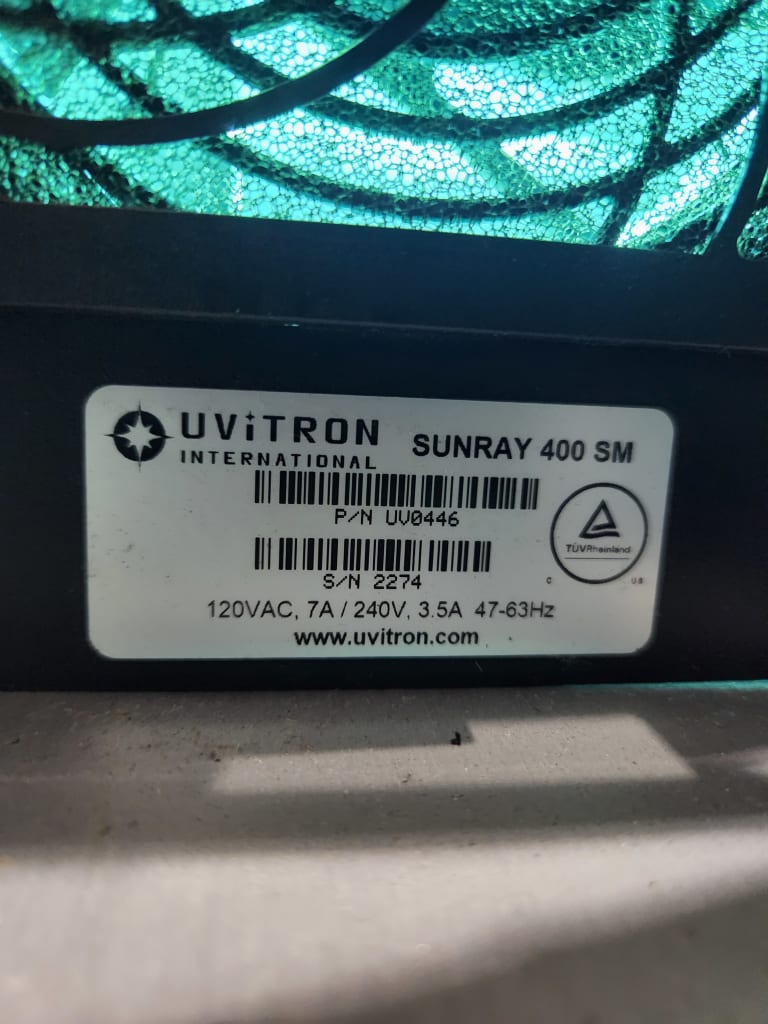 UViTRON
INTERNATIONAL
SUNRAY 400 SM
P/N UV0446
S/N 2274
TÜVRheinland
C US
120VAC, 7A / 240V, 3.5A 47-63Hz
www.uvitron.com